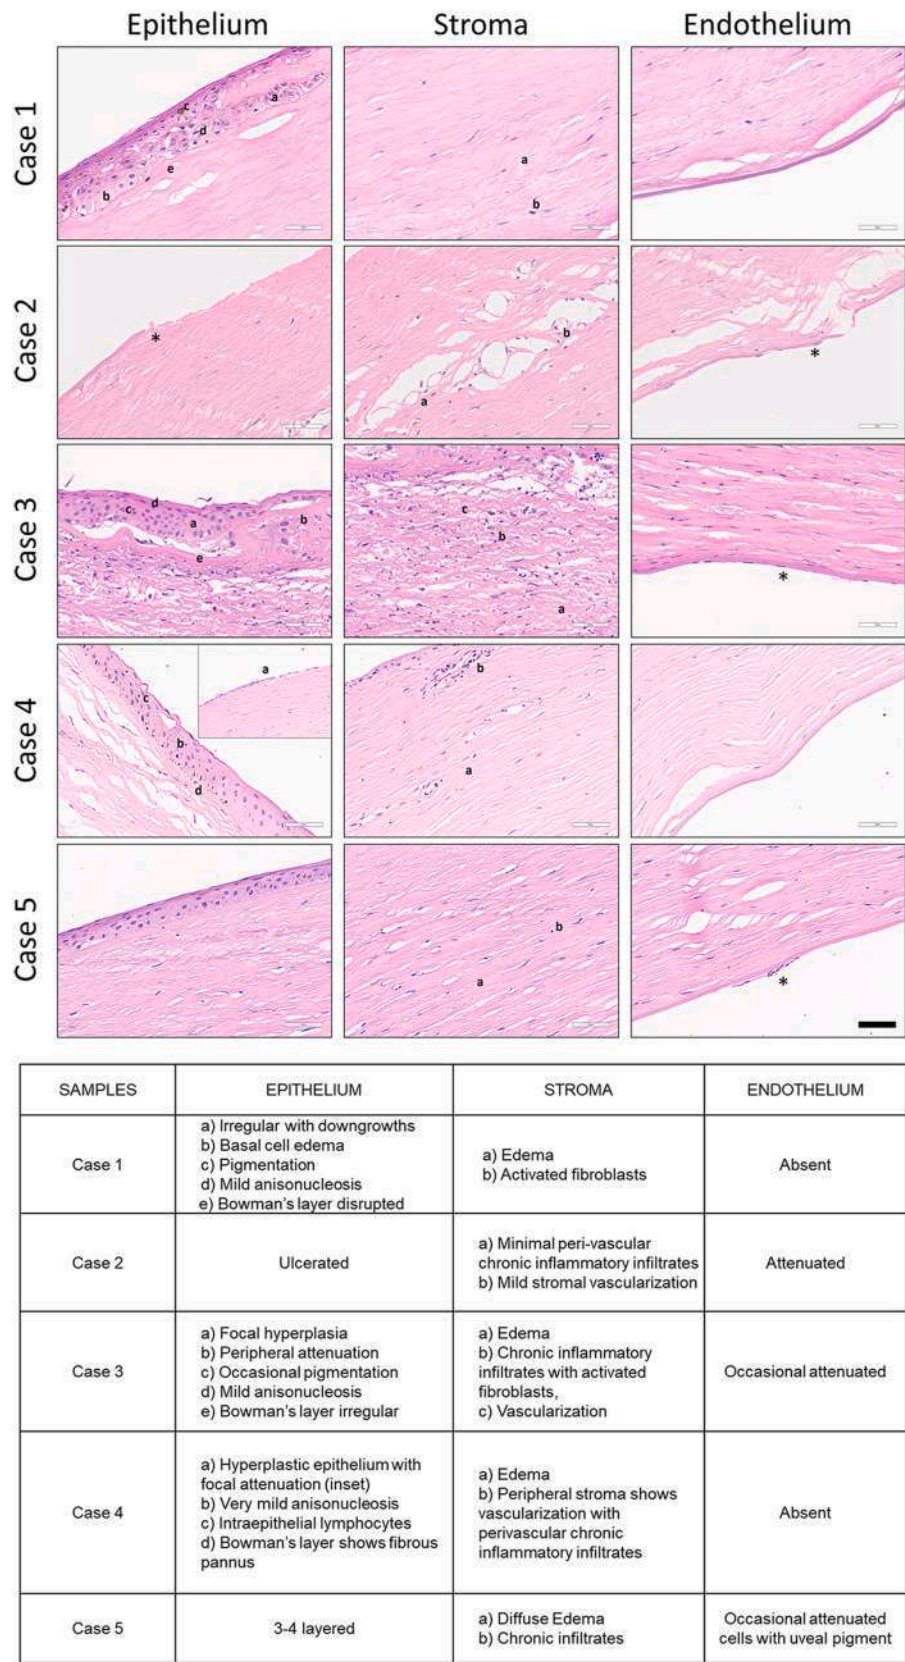 Epithelium Stroma Endothelium
Case 1
c
a
d
e
b
a
b
Case 2
*
b
a
*
Case 3
d
c
b
a
e
c
b
a
*
Case 4
a
c
b
d
b
a
Case 5
b
a
*
SAMPLES EPITHELIUM STROMA ENDOTHELIUM
Case 1
a) Irregular with downgrowths
b) Basal cell edema
c) Pigmentation
d) Mild anisonucleosis
e) Bowman's layer disrupted
a) Edema
b) Activated fibroblasts
Absent
Case 2
Ulcerated
a) Minimal peri-vascular
chronic inflammatory infiltrates
b) Mild stromal vascularization
Attenuated
Case 3
a) Focal hyperplasia
b) Peripheral attenuation
c) Occasional pigmentation
d) Mild anisonucleosis
e) Bowman's layer irregular
a) Edema
b) Chronic inflammatory
infiltrates with activated
fibroblasts,
c) Vascularization
Occasional attenuated
Case 4
a) Hyperplastic epithelium with
focal attenuation (inset)
b) Very mild anisonucleosis
c) Intraepithelial lymphocytes
d) Bowman's layer shows fibrous
pannus
a) Edema
b) Peripheral stroma shows
vascularization with
perivascular chronic
inflammatory infiltrates
Absent
Case 5
3-4 layered
a) Diffuse Edema
b) Chronic infiltrates
Occasional attenuated
cells with uveal pigment